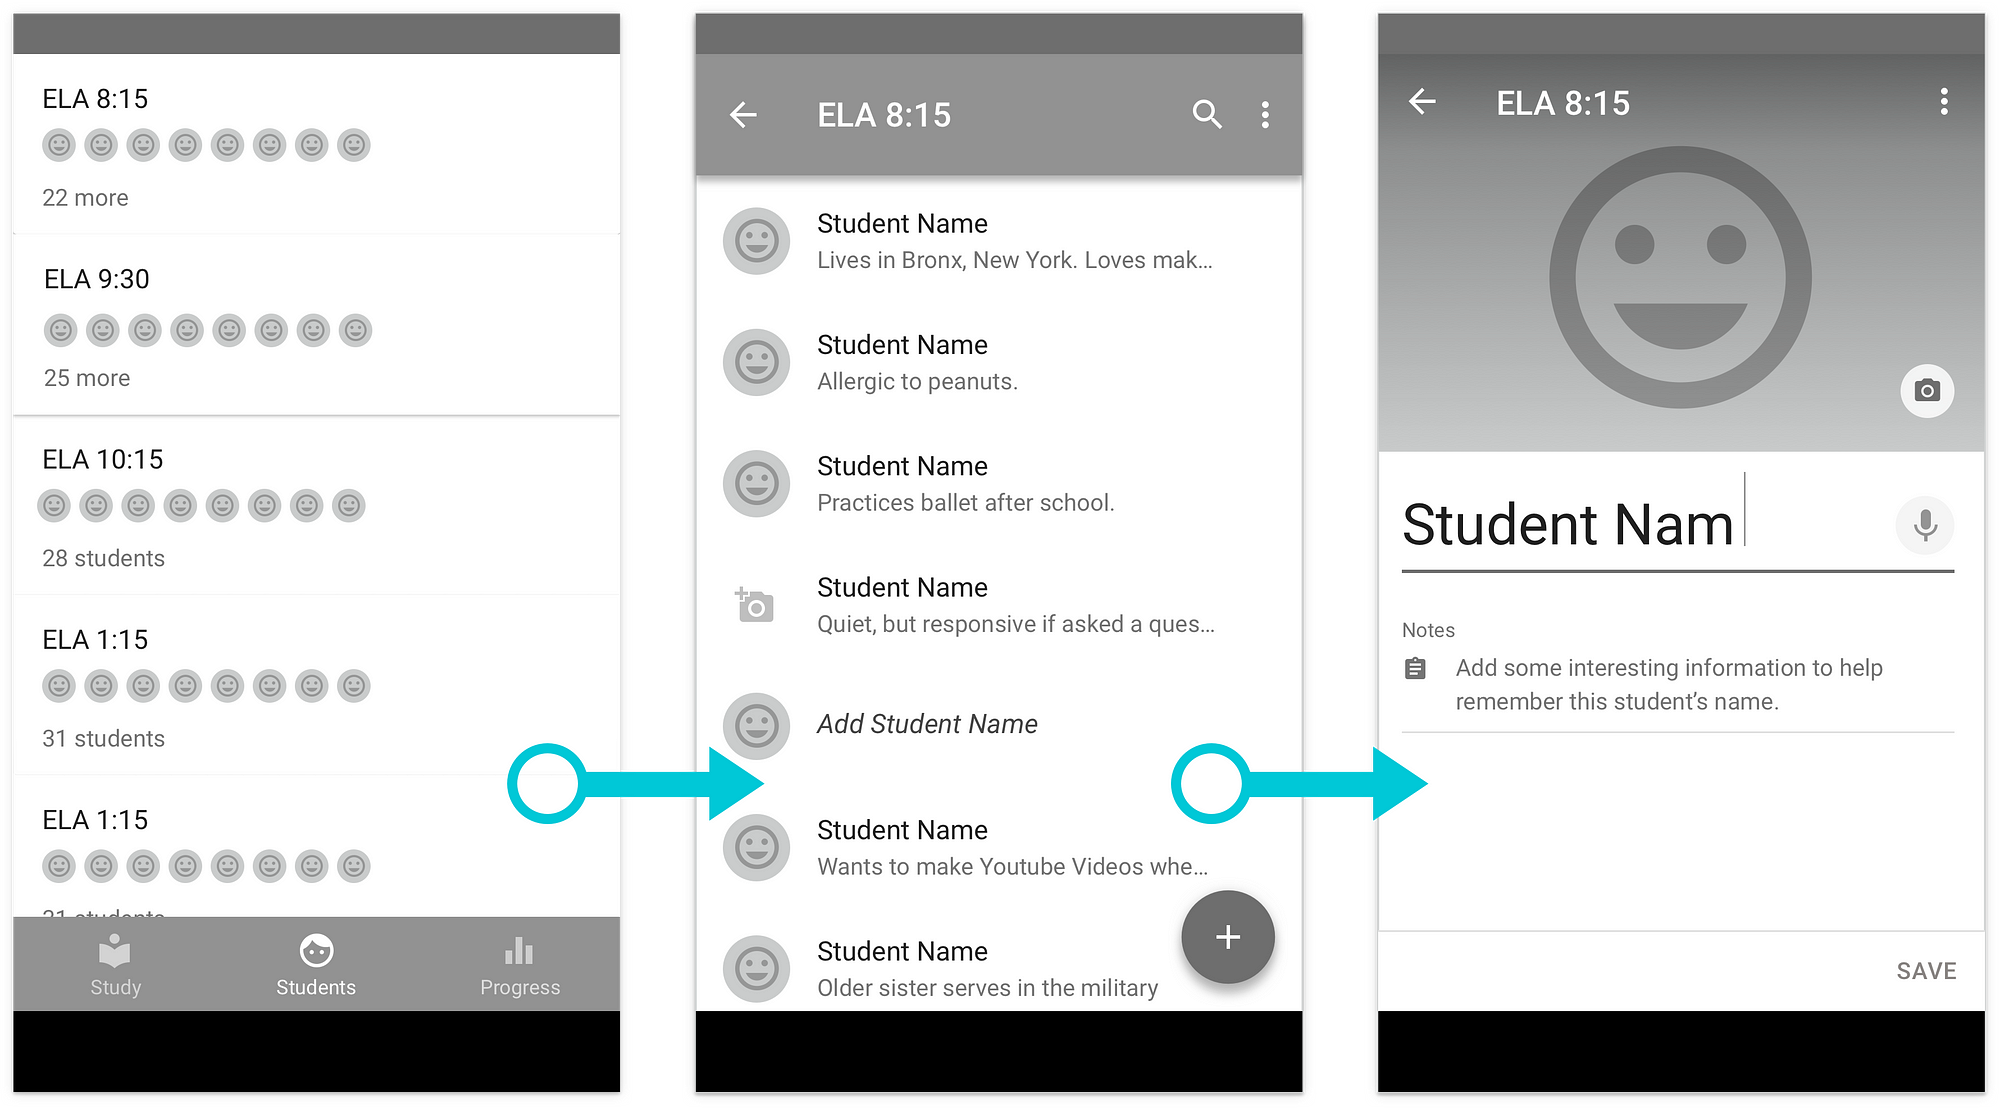 ELA 8:15
22 more
ELA 9:30
25 more
ELA 10:15
28 students
ELA 1:15
31 students
ELA 1:15
31 students
Study
Students
Progress
ELA 8:15
Student Name
Lives in Bronx, New York. Loves mak...
Student Name
Allergic to peanuts.
Student Name
Practices ballet after school.
Student Name
Quiet, but responsive if asked a ques...
Add Student Name
Student Name
Wants to make Youtube Videos whe...
Student Name
Older sister serves in the military
ELA 8:15
Student Nam
Notes
Add some interesting information to help
remember this student’s name.
SAVE